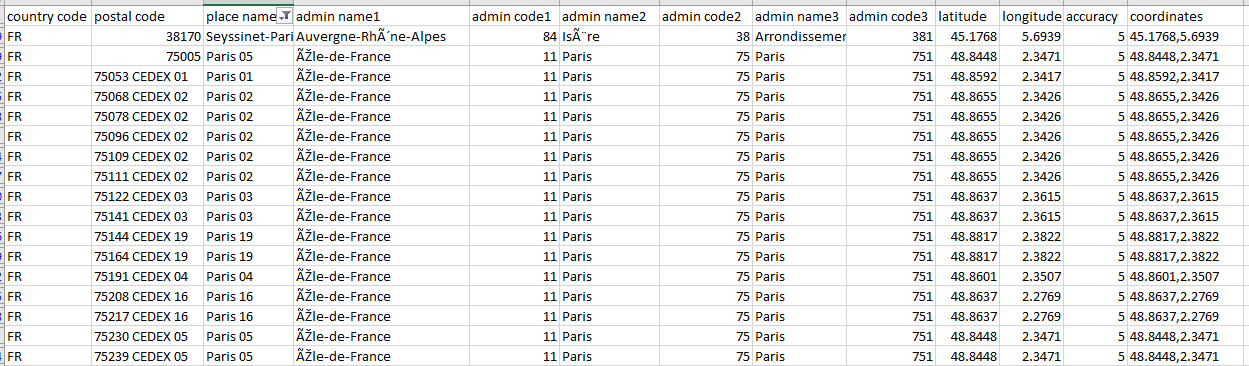 country code postal code place name admin name1 admin code1 admin name2 admin code2 admin name3 admin code3 latitude longitude accuracy coordinates
FR 38170 Seyssinet-Pari Auvergne-RhÃ´ne-Alpes 84 IsÃ¨re 38 Arrondissemer 381 45.1768 5.6939 5 45.1768,5.6939
FR 75005 Paris 05 ÃŽle-de-France 11 Paris 75 Paris 751 48.8448 2.3471 5 48.8448,2.3471
FR 75053 CEDEX 01 Paris 01 ÃŽle-de-France 11 Paris 75 Paris 751 48.8592 2.3417 5 48.8592,2.3417
FR 75068 CEDEX 02 Paris 02 ÃŽle-de-France 11 Paris 75 Paris 751 48.8655 2.3426 5 48.8655,2.3426
FR 75078 CEDEX 02 Paris 02 ÃŽle-de-France 11 Paris 75 Paris 751 48.8655 2.3426 5 48.8655,2.3426
FR 75096 CEDEX 02 Paris 02 ÃŽle-de-France 11 Paris 75 Paris 751 48.8655 2.3426 5 48.8655,2.3426
FR 75109 CEDEX 02 Paris 02 ÃŽle-de-France 11 Paris 75 Paris 751 48.8655 2.3426 5 48.8655,2.3426
FR 75111 CEDEX 02 Paris 02 ÃŽle-de-France 11 Paris 75 Paris 751 48.8655 2.3426 5 48.8655,2.3426
FR 75122 CEDEX 03 Paris 03 ÃŽle-de-France 11 Paris 75 Paris 751 48.8637 2.3615 5 48.8637,2.3615
FR 75141 CEDEX 03 Paris 03 ÃŽle-de-France 11 Paris 75 Paris 751 48.8637 2.3615 5 48.8637,2.3615
FR 75144 CEDEX 19 Paris 19 ÃŽle-de-France 11 Paris 75 Paris 751 48.8817 2.3822 5 48.8817,2.3822
FR 75164 CEDEX 19 Paris 19 ÃŽle-de-France 11 Paris 75 Paris 751 48.8817 2.3822 5 48.8817,2.3822
FR 75191 CEDEX 04 Paris 04 ÃŽle-de-France 11 Paris 75 Paris 751 48.8601 2.3507 5 48.8601,2.3507
FR 75208 CEDEX 16 Paris 16 ÃŽle-de-France 11 Paris 75 Paris 751 48.8637 2.2769 5 48.8637,2.2769
FR 75217 CEDEX 16 Paris 16 ÃŽle-de-France 11 Paris 75 Paris 751 48.8637 2.2769 5 48.8637,2.2769
FR 75230 CEDEX 05 Paris 05 ÃŽle-de-France 11 Paris 75 Paris 751 48.8448 2.3471 5 48.8448,2.3471
FR 75239 CEDEX 05 Paris 05 ÃŽle-de-France 11 Paris 75 Paris 751 48.8448 2.3471 5 48.8448,2.3471